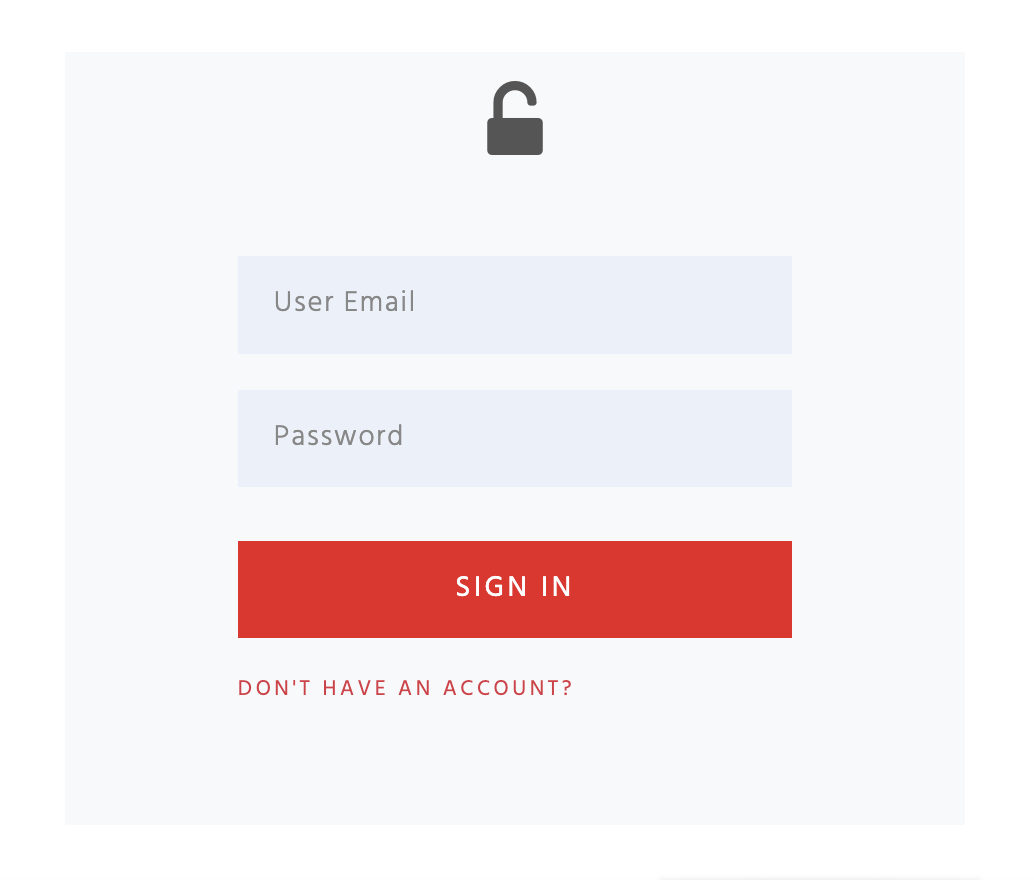 User Email
Password
SIGN IN
DON'T HAVE AN ACCOUNT?